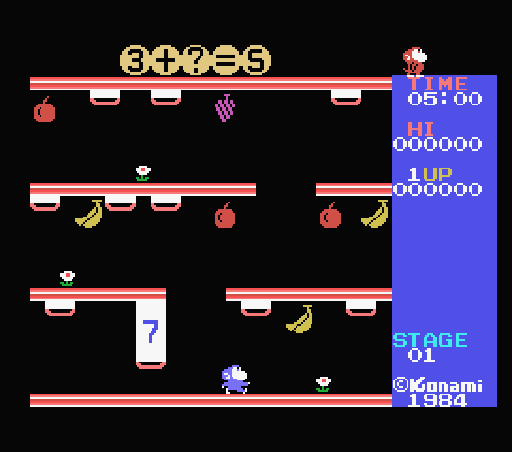 3+?=5
TIME
05:00
HI
000000
1UP
000000
7
STAGE
01
©Konami
1984